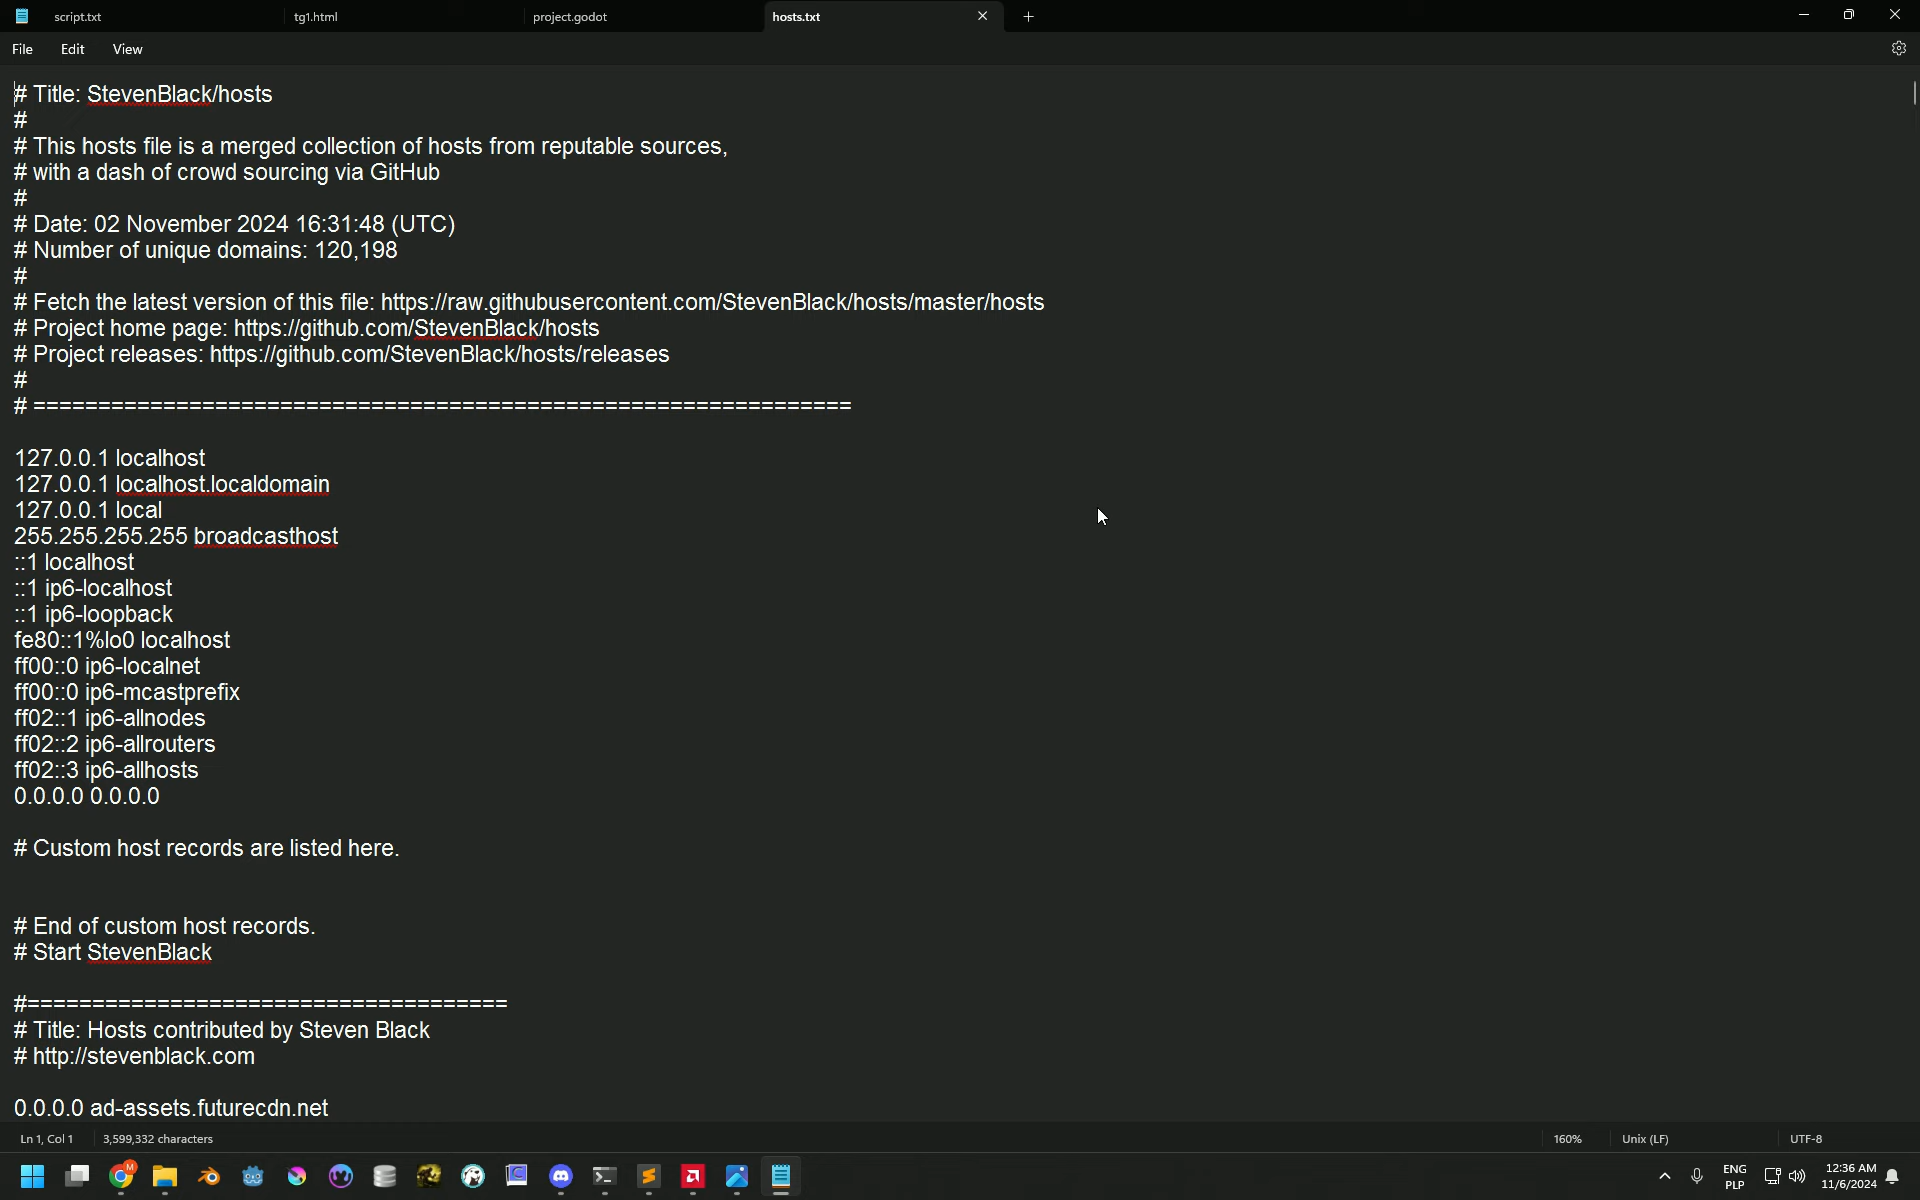 script.txt
tg1.html
project.godot
hosts.txt
File Edit View
# Title: StevenBlack/hosts
#
# This hosts file is a merged collection of hosts from reputable sources,
# with a dash of crowd sourcing via GitHub
#
# Date: 02 November 2024 16:31:48 (UTC)
# Number of unique domains: 120,198
#
# Fetch the latest version of this file: https://raw.githubusercontent.com/StevenBlack/hosts/master/hosts
# Project home page: https://github.com/StevenBlack/hosts
# Project releases: https://github.com/StevenBlack/hosts/releases
#
# ===============================================================
127.0.0.1 localhost
127.0.0.1 localhost.localdomain
127.0.0.1 local
255.255.255.255 broadcasthost
::1 localhost
::1 ip6-localhost
::1 ip6-loopback
fe80::1%lo0 localhost
ff00::0 ip6-localnet
ff00::0 ip6-mcastprefix
ff02::1 ip6-allnodes
ff02::2 ip6-allrouters
ff02::3 ip6-allhosts
0.0.0.0 0.0.0.0
# Custom host records are listed here.
# End of custom host records.
# Start StevenBlack
#=====================================
# Title: Hosts contributed by Steven Black
# http://stevenblack.com
0.0.0.0 ad-assets.futurecdn.net
Ln 1, Col 1
3,599,332 characters
160%
Unix (LF)
UTF-8
ENG
PLP
12:36 AM
11/6/2024